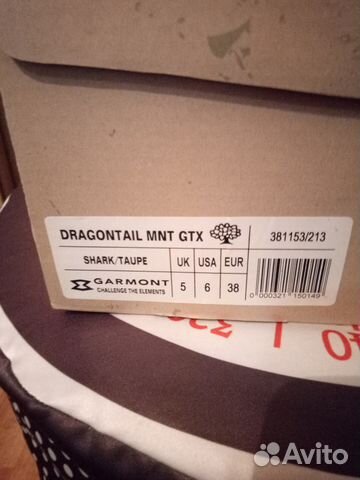 DRAGONTAIL MNT GTX
381153/213
SHARK/TAUPE
UK USA EUR
GARMONT
CHALLENGE THE ELEMENTS
5 6 38
0 000321 150149
Avito